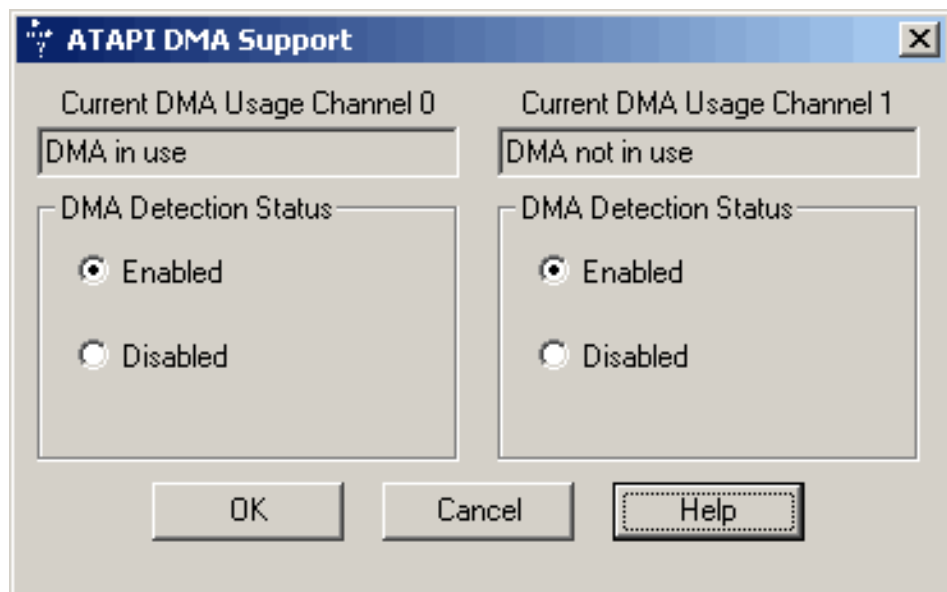 ATAPI DMA Support
Current DMA Usage Channel 0
Current DMA Usage Channel 1
DMA in use
DMA not in use
DMA Detection Status
DMA Detection Status
Enabled
Enabled
Disabled
Disabled
OK
Cancel
Help